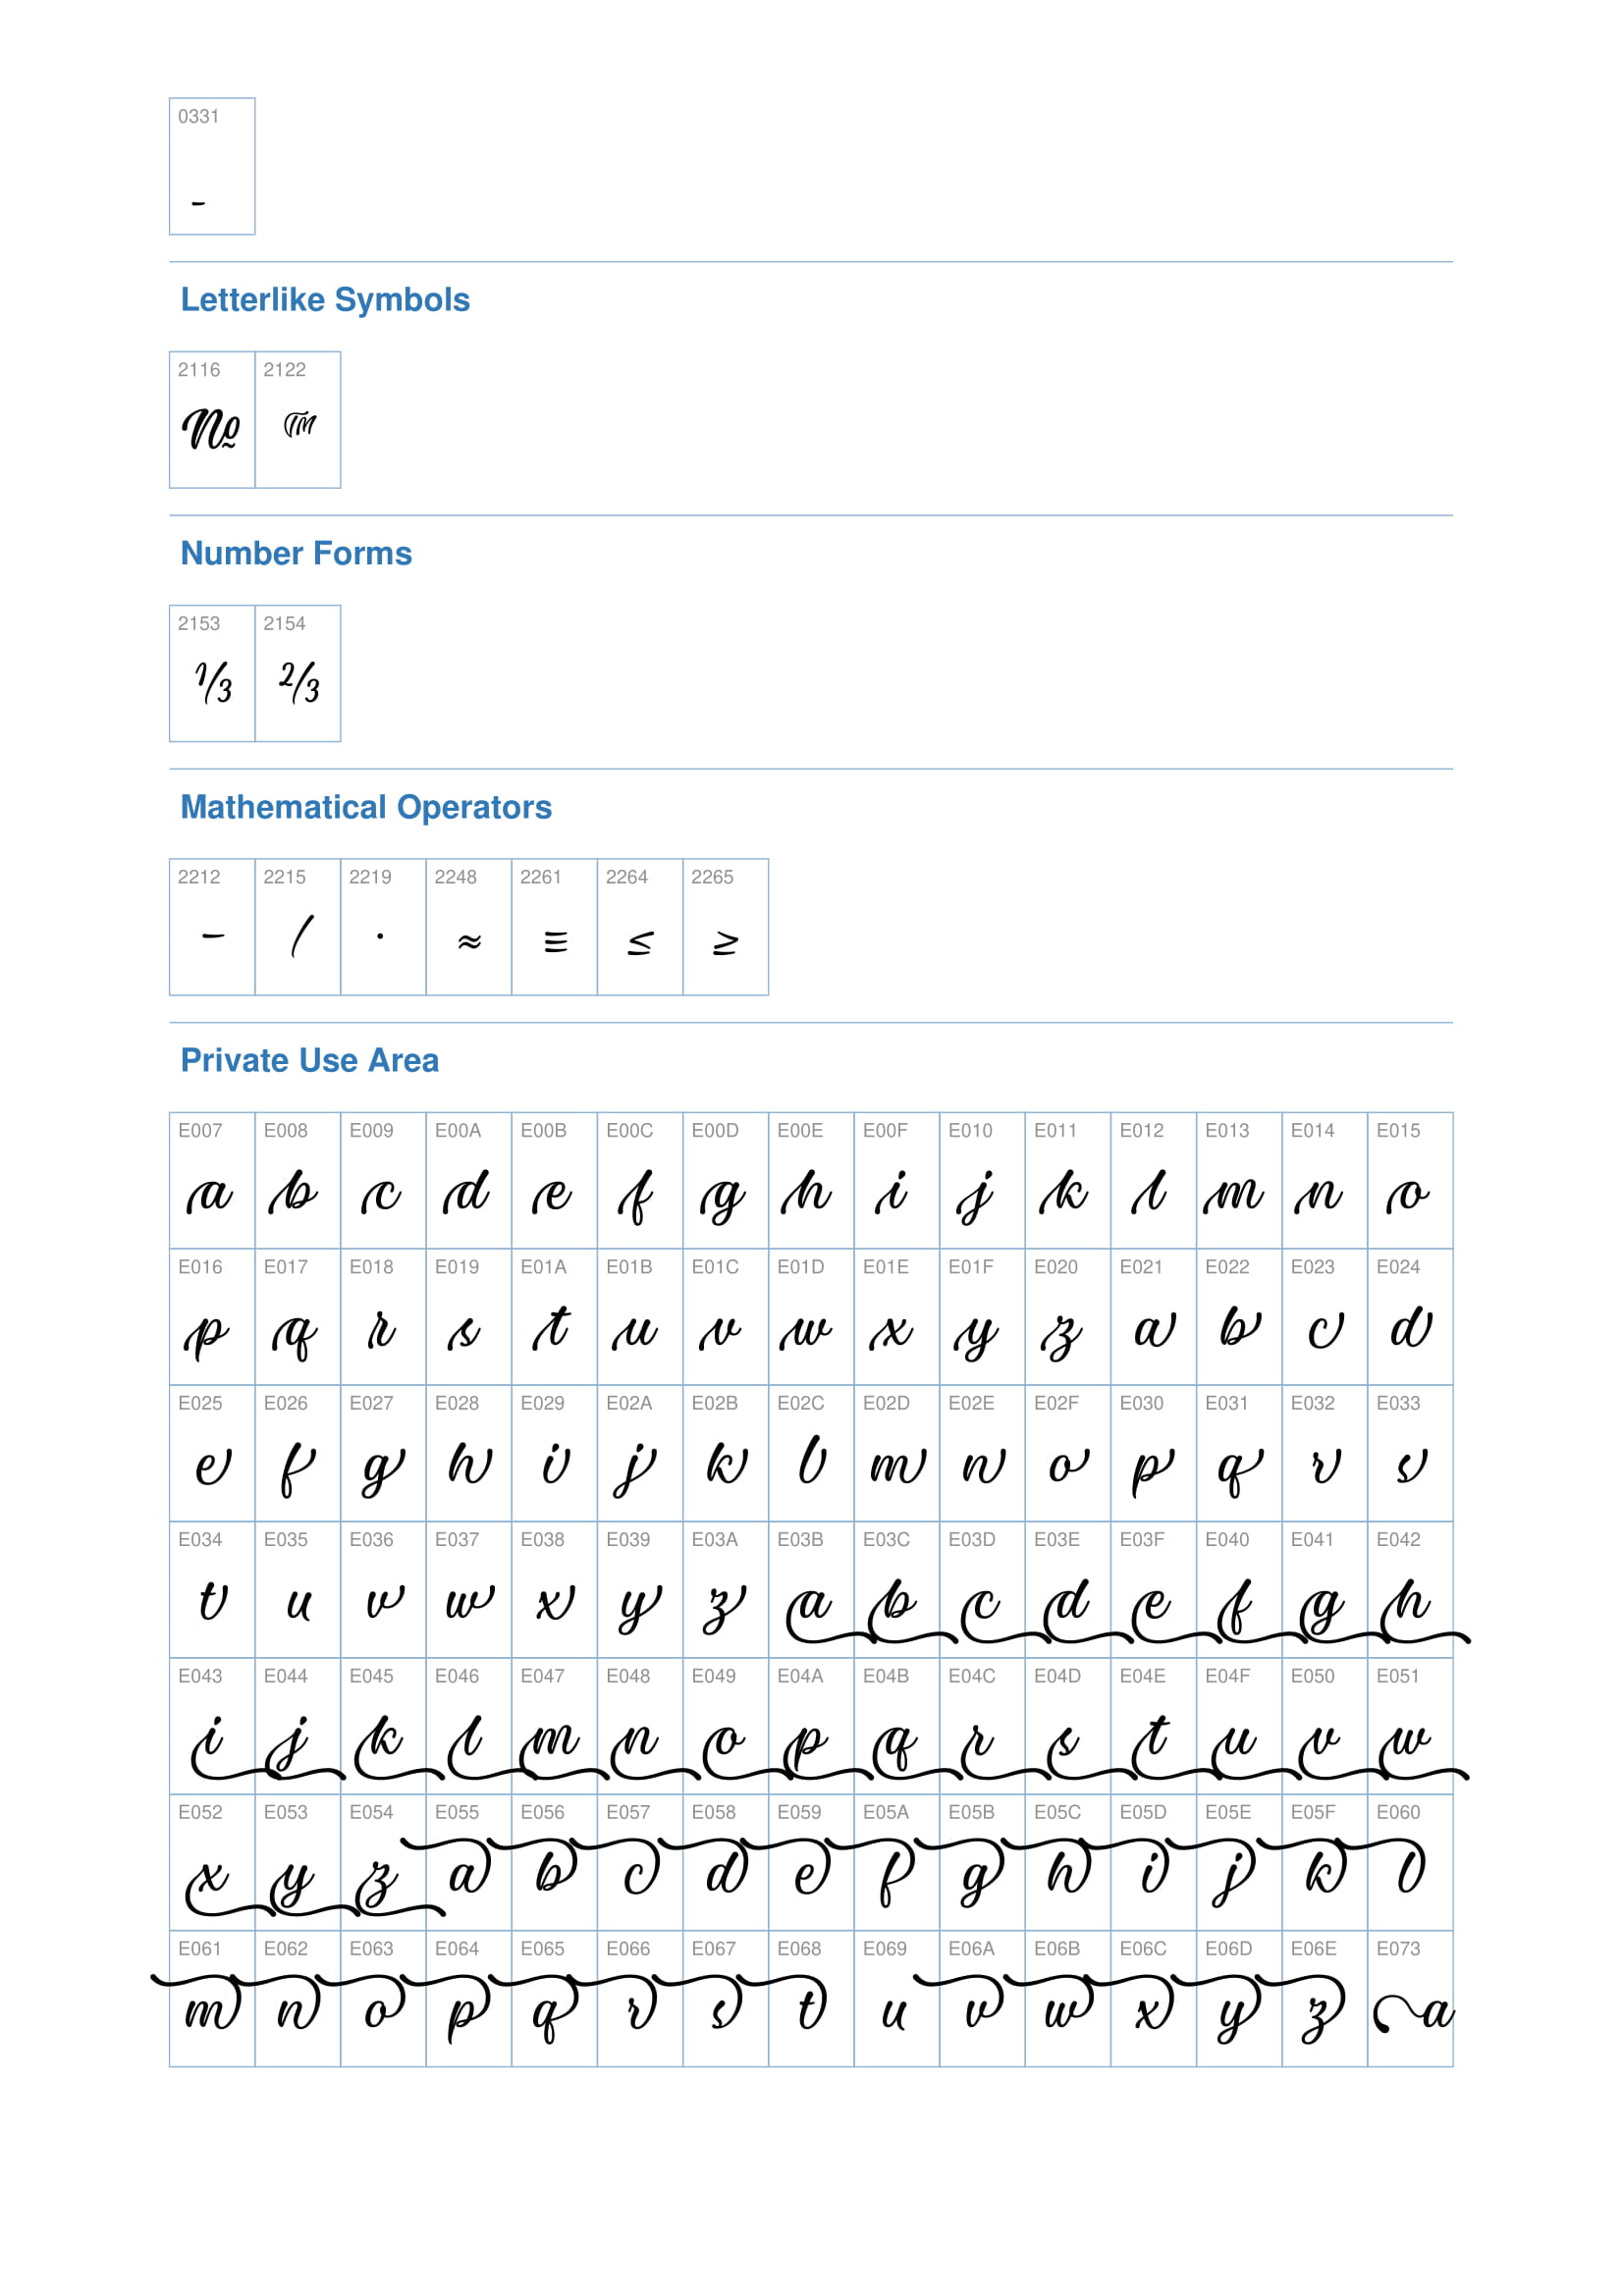 0331
̱
Letterlike Symbols
2116 2122
№ ™
Number Forms
2153 2154
⅓ ⅔
Mathematical Operators
2212 2215 2219 2248 2261 2264 2265
− ∕ ∙ ≈ ≡ ≤ ≥
Private Use Area
E007 E008 E009 E00A E00B E00C E00D E00E E00F E010 E011 E012 E013 E014 E015
a b c d e f g h i j k l m n o
E016 E017 E018 E019 E01A E01B E01C E01D E01E E01F E020 E021 E022 E023 E024
p q r s t u v w x y z a b c d
E025 E026 E027 E028 E029 E02A E02B E02C E02D E02E E02F E030 E031 E032 E033
e f g h i j k l m n o p q r s
E034 E035 E036 E037 E038 E039 E03A E03B E03C E03D E03E E03F E040 E041 E042
t u v w x y z a b c d e f g h
E043 E044 E045 E046 E047 E048 E049 E04A E04B E04C E04D E04E E04F E050 E051
i j k l m n o p q r s t u v w
E052 E053 E054 E055 E056 E057 E058 E059 E05A E05B E05C E05D E05E E05F E060
x y z a b c d e f g h i j k l
E061 E062 E063 E064 E065 E066 E067 E068 E069 E06A E06B E06C E06D E06E E073
m n o p q r s t u v w x y z a